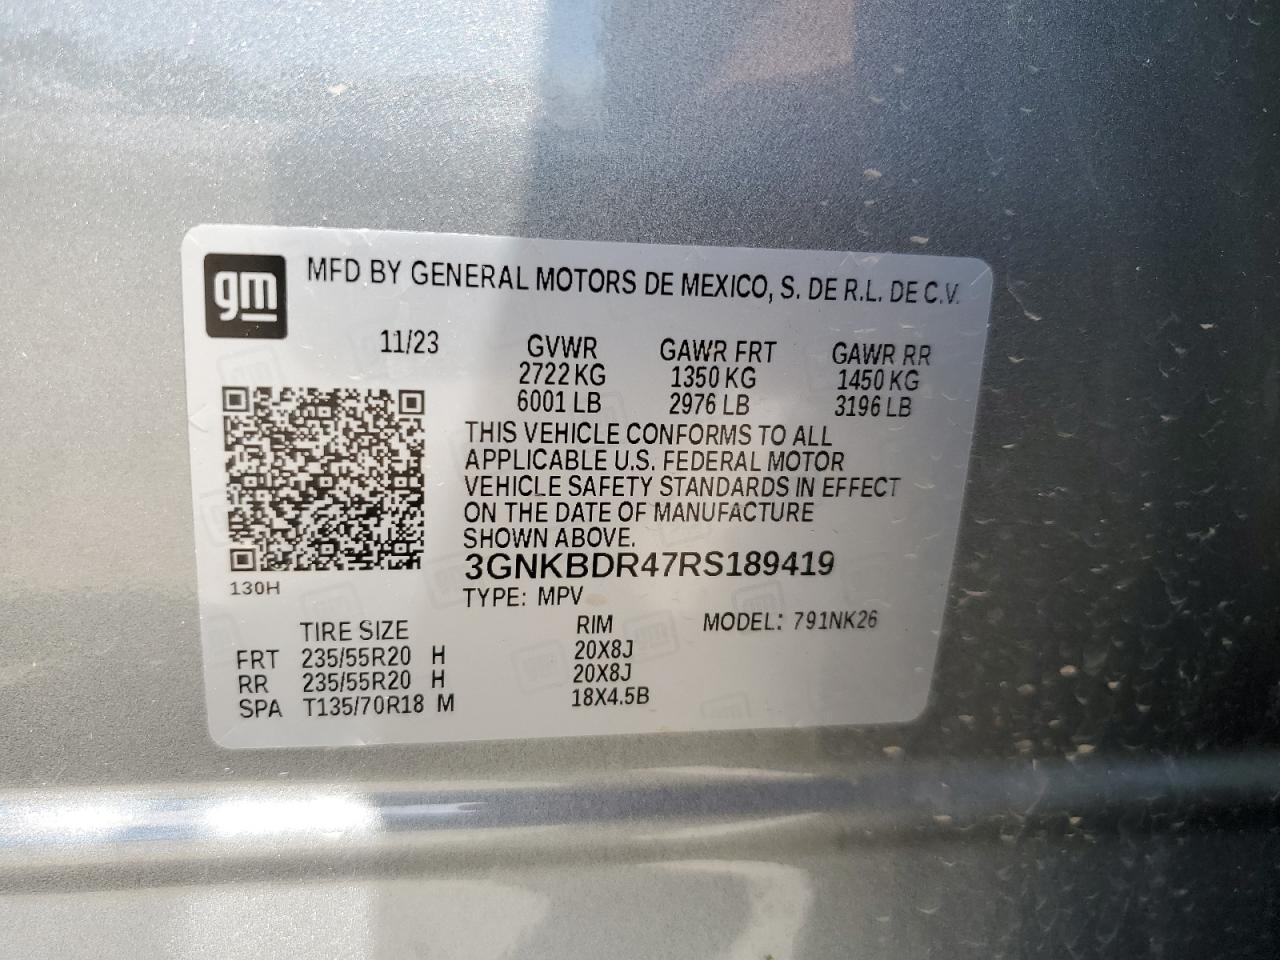 gm
MFD BY GENERAL MOTORS DE MEXICO, S. DE R.L. DE C.V.
11/23 GVWR GAWR FRT GAWR RR
2722 KG 1350 KG 1450 KG
6001 LB 2976 LB 3196 LB
THIS VEHICLE CONFORMS TO ALL
APPLICABLE U.S. FEDERAL MOTOR
VEHICLE SAFETY STANDARDS IN EFFECT
ON THE DATE OF MANUFACTURE
SHOWN ABOVE.
3GNKBDR47RS189419
130H
TYPE: MPV
TIRE SIZE RIM MODEL: 791NK26
FRT 235/55R20 H 20X8J
RR 235/55R20 H 20X8J
SPA T135/70R18 M 18X4.5B